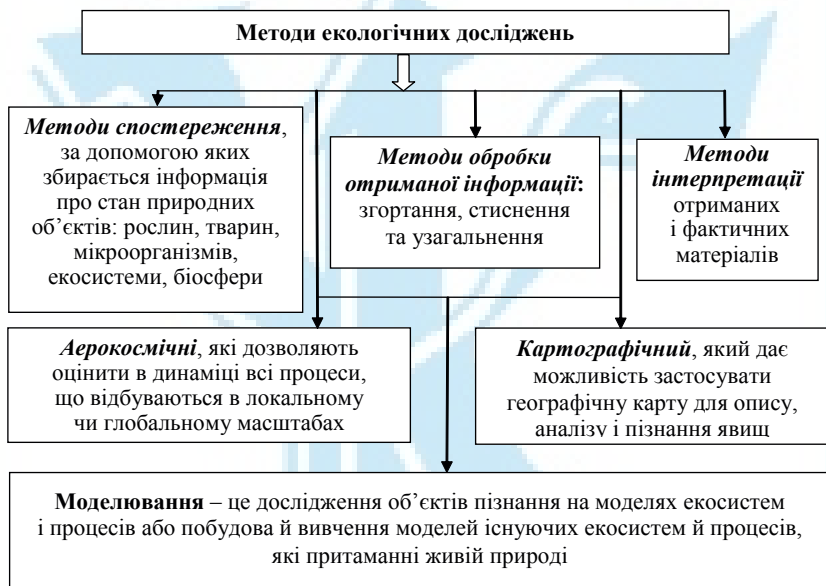 Методи екологічних досліджень
Методи спостереження,
за допомогою яких
збирається інформація
про стан природних
об’єктів: рослин, тварин,
мікроорганізмів,
екосистеми, біосфери
Методи обробки
отриманої інформації:
згортання, стиснення
та узагальнення
Методи
інтерпретації
отриманих
і фактичних
матеріалів
Аерокосмічні, які дозволяють
оцінити в динаміці всі процеси,
що відбуваються в локальному
чи глобальному масштабах
Картографічний, який дає
можливість застосувати
географічну карту для опису,
аналізу і пізнання явищ
Моделювання – це дослідження об’єктів пізнання на моделях екосистем
і процесів або побудова й вивчення моделей існуючих екосистем й процесів,
які притаманні живій природі